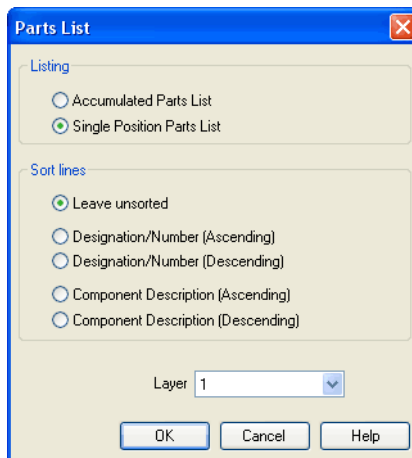 Parts List
Listing
Accumulated Parts List
Single Position Parts List
Sort lines
Leave unsorted
Designation/Number (Ascending)
Designation/Number (Descending)
Component Description (Ascending)
Component Description (Descending)
Layer 1
OK Cancel Help